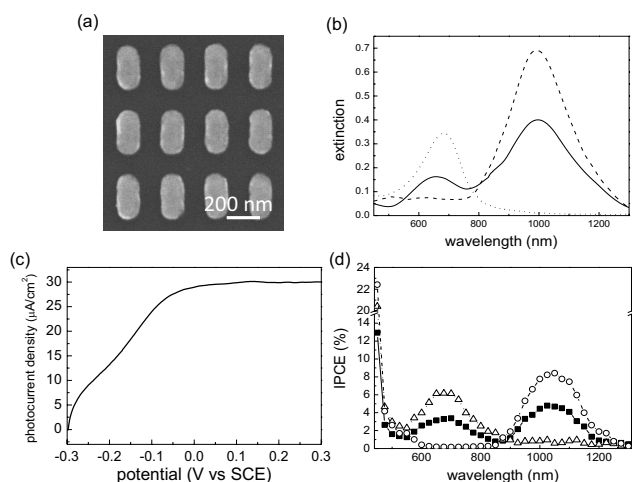 (a)
200 nm
(b)
extinction
0.7
0.6
0.5
0.4
0.3
0.2
0.1
0.0
600 800 1000 1200
wavelength (nm)
(c)
photocurrent density (μA/cm²)
35
30
25
20
15
10
5
0
-0.3 -0.2 -0.1 0.0 0.1 0.2 0.3
potential (V vs SCE)
(d)
IPCE (%)
24
22
20
14
12
10
8
6
4
2
0
600 800 1000 1200
wavelength (nm)